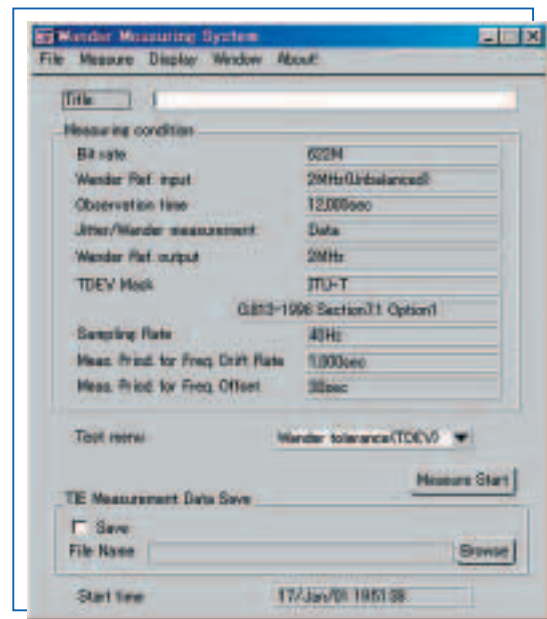 Wander Measuring System
File Measure Display Window About!
Title
Measuring condition
Bit rate 622M
Wander Ref. input 2MHz(Unbalanced)
Observation time 12,000sec
Jitter/Wander measurement Data
Wander Ref. output 2MHz
TDEV Mask ITU-T
G.813-1996 Section7.1 Option1
Sampling Rate 40Hz
Meas. Priod. for Freq. Drift Rate 1,000sec
Meas. Priod. for Freq. Offset 30sec
Test menu Wander tolerance(TDEV)
Measure Start
TIE Measurement Data Save
Save
File Name Browse
Start time 17/Jan/01